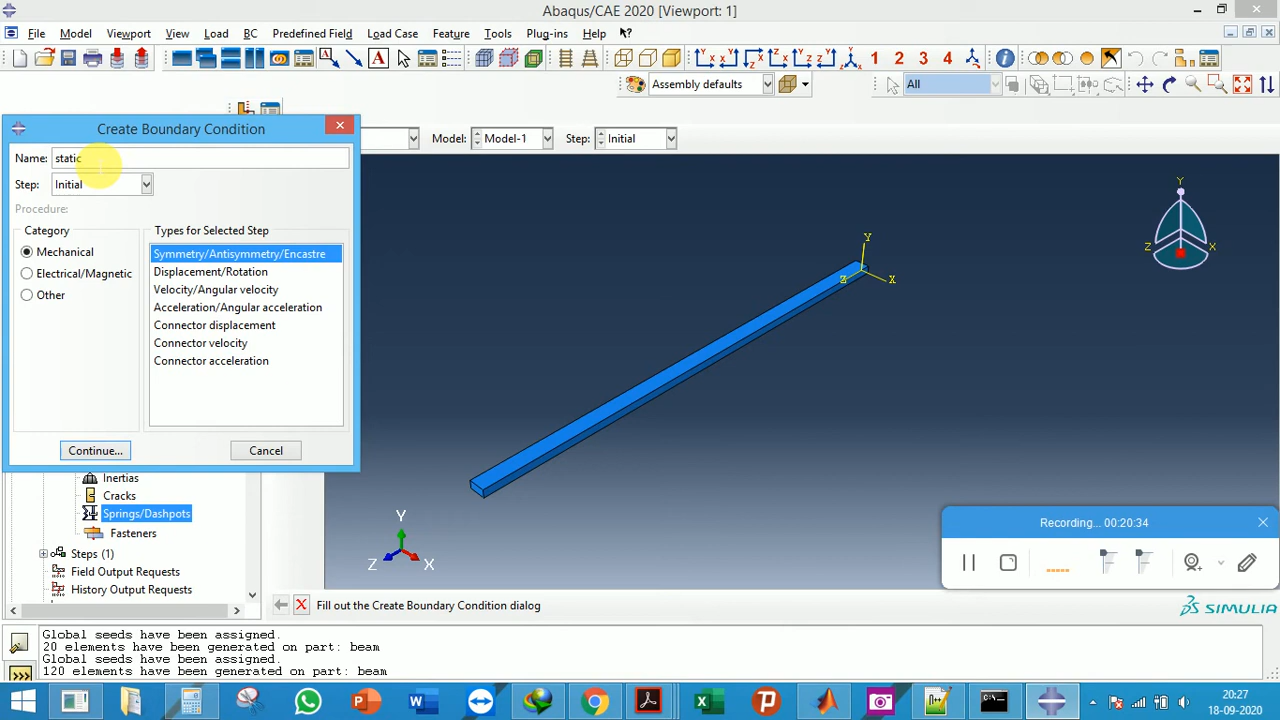 Abaqus/CAE 2020 [Viewport: 1]
File Model Viewport View Load BC Predefined Field Load Case Feature Tools Plug-ins Help
A A 1 2 3 4
Assembly defaults All
Create Boundary Condition
Model: Model-1 Step: Initial
Name: static
Step: Initial
Procedure:
Category Types for Selected Step
Mechanical
Electrical/Magnetic
Other
Symmetry/Antisymmetry/Encastre
Displacement/Rotation
Velocity/Angular velocity
Acceleration/Angular acceleration
Connector displacement
Connector velocity
Connector acceleration
Continue... Cancel
Y
X
Z
Y
Z X
Inertias
Cracks
Springs/Dashpots
Fasteners
Steps (1)
Field Output Requests
History Output Requests
Y
Z X
Recording... 00:20:34
Fill out the Create Boundary Condition dialog
SIMULIA
Global seeds have been assigned.
20 elements have been generated on part: beam
Global seeds have been assigned.
120 elements have been generated on part: beam
20:27
18-09-2020